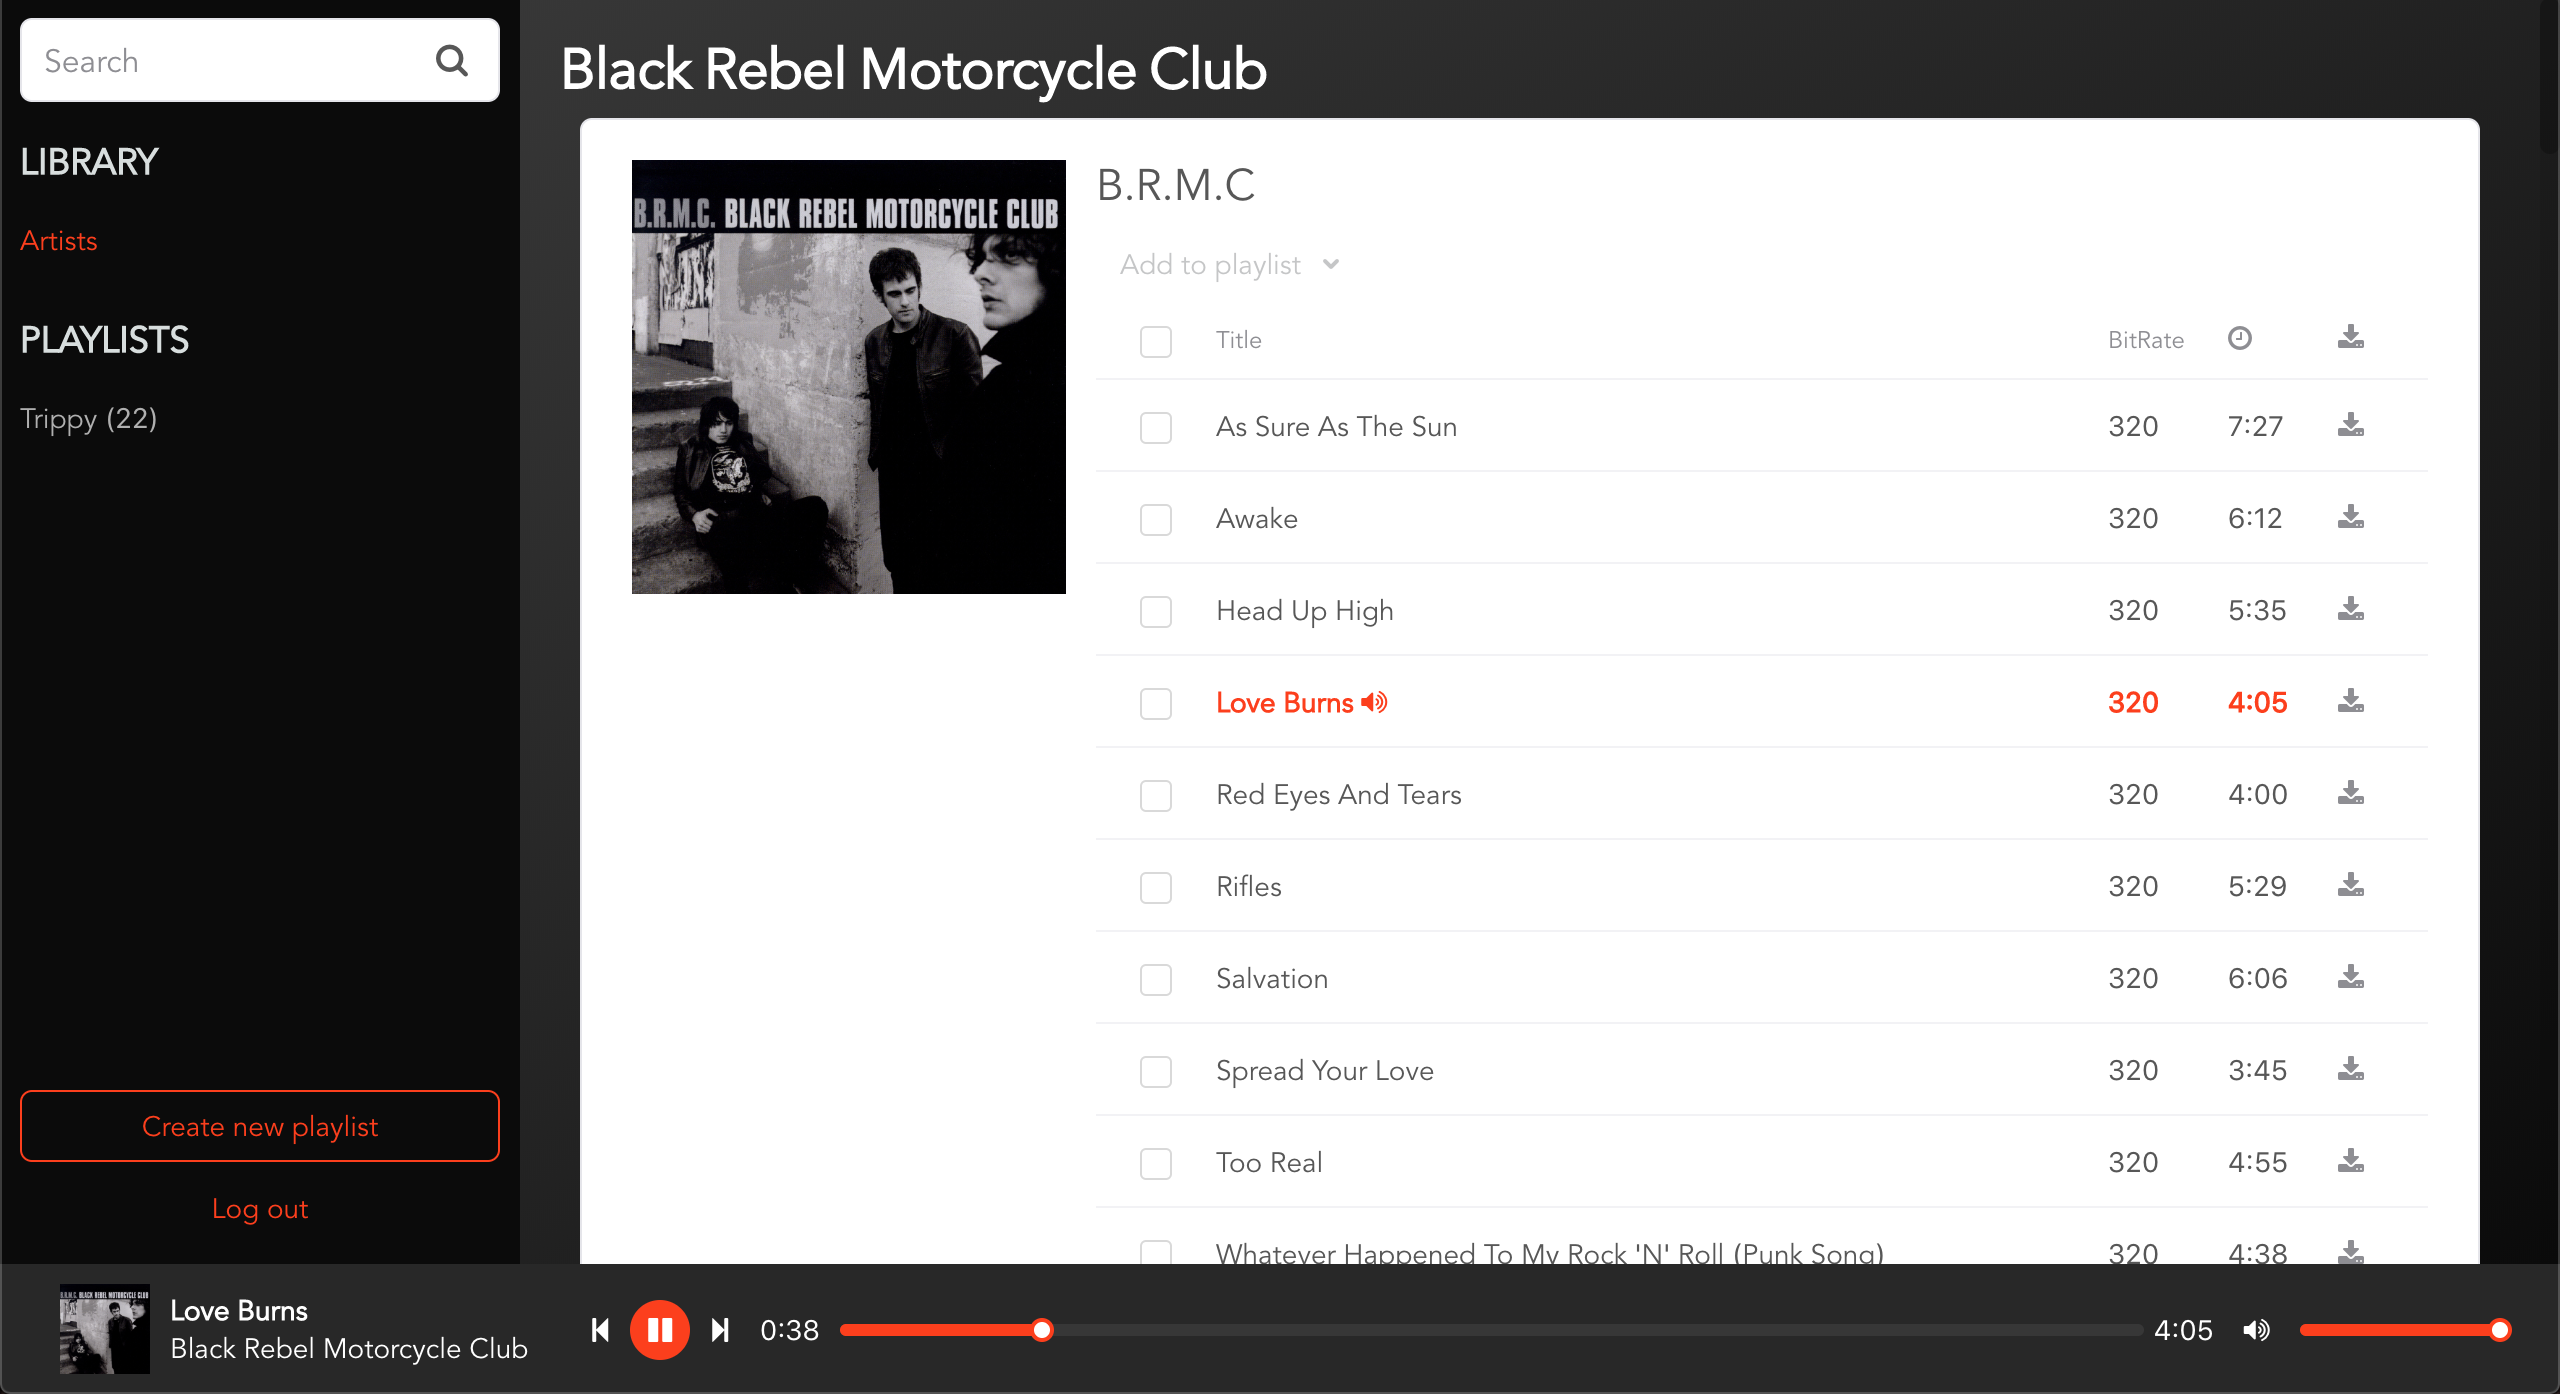 Search
LIBRARY
Artists
PLAYLISTS
Trippy (22)
Create new playlist
Log out
Black Rebel Motorcycle Club
B.R.M.C. BLACK REBEL MOTORCYCLE CLUB
B.R.M.C
Add to playlist
Title BitRate
As Sure As The Sun 320 7:27
Awake 320 6:12
Head Up High 320 5:35
Love Burns 320 4:05
Red Eyes And Tears 320 4:00
Rifles 320 5:29
Salvation 320 6:06
Spread Your Love 320 3:45
Too Real 320 4:55
Whatever Happened To My Rock 'N' Roll (Punk Song) 320 4:38
B.R.M.C. BLACK REBEL MOTORCYCLE CLUB
Love Burns
Black Rebel Motorcycle Club
0:38 4:05